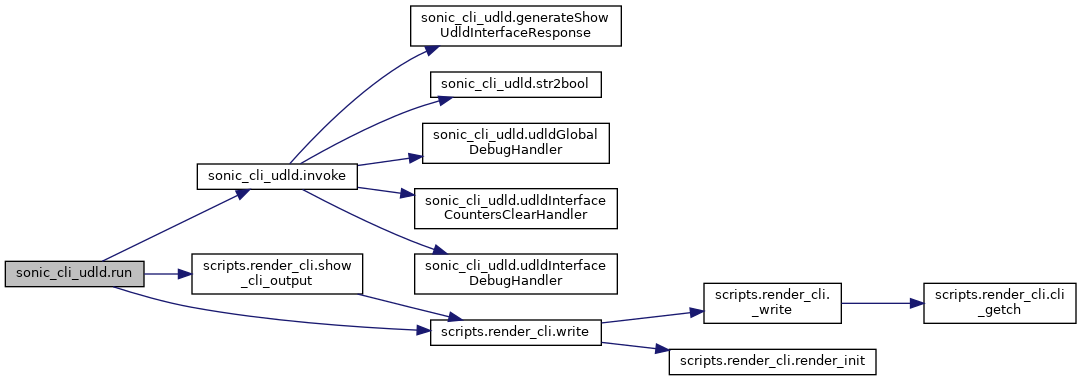 sonic_cli_udld.generateShow
UdldInterfaceResponse
sonic_cli_udld.str2bool
sonic_cli_udld.udldGlobal
DebugHandler
sonic_cli_udld.invoke
sonic_cli_udld.udldInterface
CountersClearHandler
sonic_cli_udld.udldInterface
DebugHandler
sonic_cli_udld.run
scripts.render_cli.show
_cli_output
scripts.render_cli.write
scripts.render_cli.
_write
scripts.render_cli.cli
_getch
scripts.render_cli.render_init